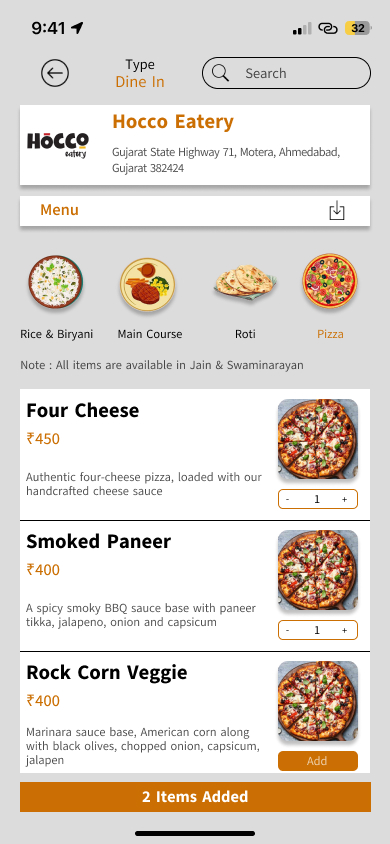 9:41
32
Type
Dine In
Search
HOCCO
eatery
Hocco Eatery
Gujarat State Highway 71, Motera, Ahmedabad,
Gujarat 382424
Menu
Rice & Biryani
Main Course
Roti
Pizza
Note : All items are available in Jain & Swaminarayan
Four Cheese
₹450
Authentic four-cheese pizza, loaded with our
handcrafted cheese sauce
- 1 +
Smoked Paneer
₹400
A spicy smoky BBQ sauce base with paneer
tikka, jalapeno, onion and capsicum
- 1 +
Rock Corn Veggie
₹400
Marinara sauce base, American corn along
with black olives, chopped onion, capsicum,
jalapen
Add
2 Items Added